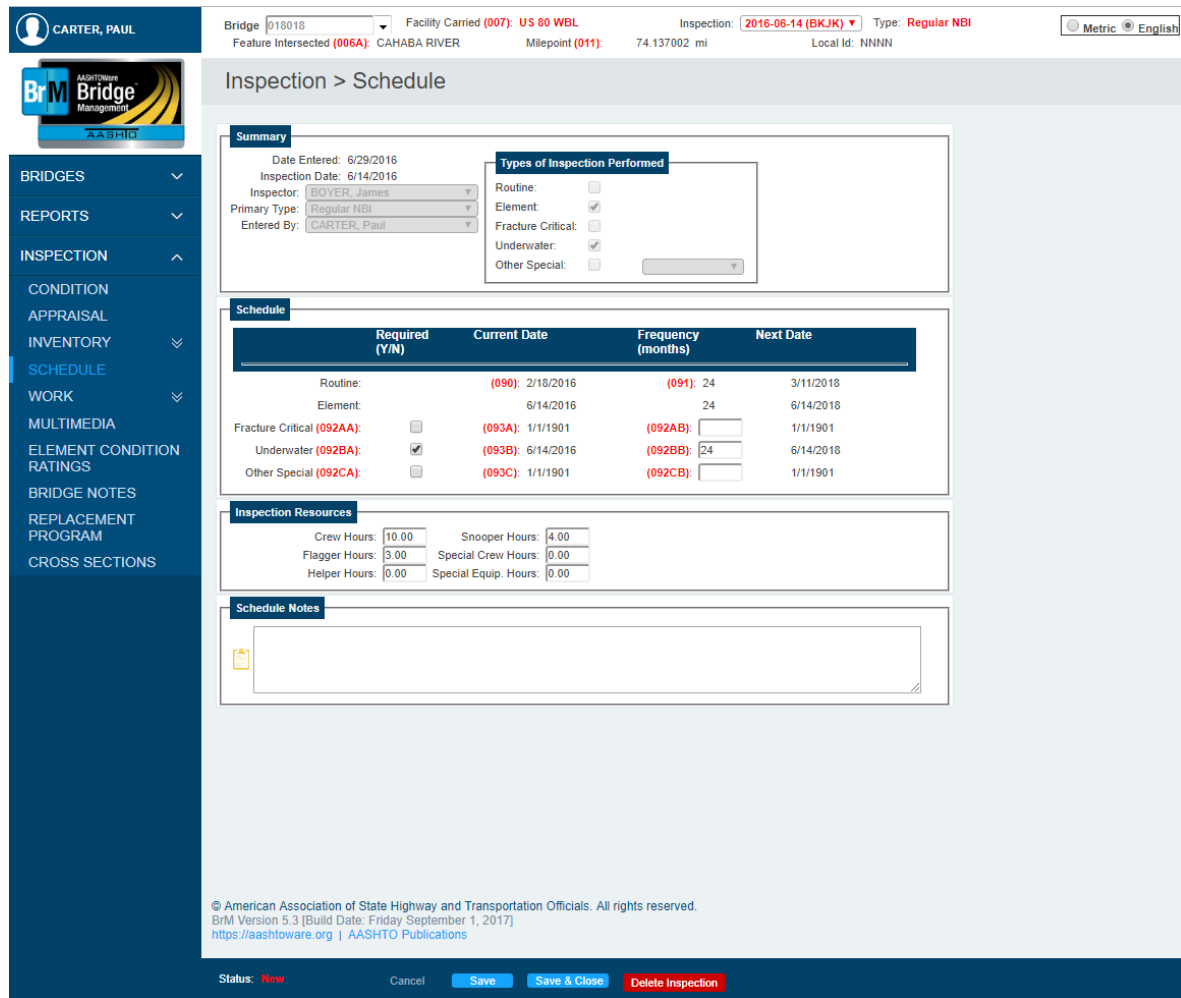 CARTER, PAUL
Bridge 018018 Facility Carried (007): US 80 WBL Inspection: 2016-06-14 (BKJK) ▼ Type: Regular NBI Metric English
Feature Intersected (006A): CAHABA RIVER Milepoint (011): 74.137002 mi Local Id: NNNN
BrM AASHTOWare Bridge Management
AASHTO
Inspection > Schedule
BRIDGES
REPORTS
INSPECTION
CONDITION
APPRAISAL
INVENTORY
SCHEDULE
WORK
MULTIMEDIA
ELEMENT CONDITION
RATINGS
BRIDGE NOTES
REPLACEMENT
PROGRAM
CROSS SECTIONS
Summary
Date Entered: 6/29/2016
Inspection Date: 6/14/2016
Inspector: BOYER, James
Primary Type: Regular NBI
Entered By: CARTER, Paul
Types of Inspection Performed
Routine:
Element:
Fracture Critical:
Underwater:
Other Special:
Schedule
Required (Y/N) Current Date Frequency (months) Next Date
Routine: (090): 2/18/2016 (091): 24 3/11/2018
Element: 6/14/2016 24 6/14/2018
Fracture Critical (092AA): (093A): 1/1/1901 (092AB): 1/1/1901
Underwater (092BA): (093B): 6/14/2016 (092BB): 24 6/14/2018
Other Special (092CA): (093C): 1/1/1901 (092CB): 1/1/1901
Inspection Resources
Crew Hours: 10.00 Snooper Hours: 4.00
Flagger Hours: 3.00 Special Crew Hours: 0.00
Helper Hours: 0.00 Special Equip. Hours: 0.00
Schedule Notes
© American Association of State Highway and Transportation Officials. All rights reserved.
BrM Version 5.3 [Build Date: Friday September 1, 2017]
https://aashtoware.org | AASHTO Publications
Status: New Cancel Save Save & Close Delete Inspection